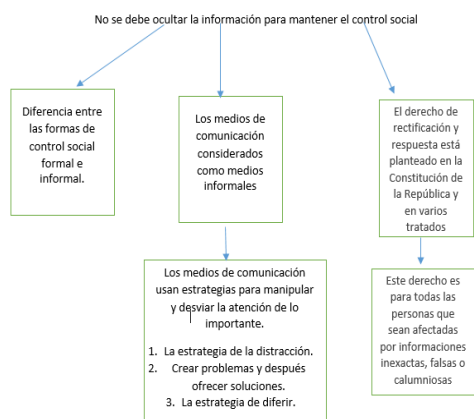 No se debe ocultar la información para mantener el control social
Diferencia entre
las formas de
control social
formal e
informal.
Los medios de
comunicación
considerados
como medios
informales
El derecho de
rectificación y
respuesta está
planteado en la
Constitución de
la República y
en varios
tratados
Los medios de comunicación
usan estrategias para manipular
y desviar la atención de lo
importante.
1. La estrategia de la distracción.
2. Crear problemas y después
ofrecer soluciones.
3. La estrategia de diferir.
Este derecho es
para todas las
personas que
sean afectadas
por informaciones
inexactas, falsas o
calumniosas